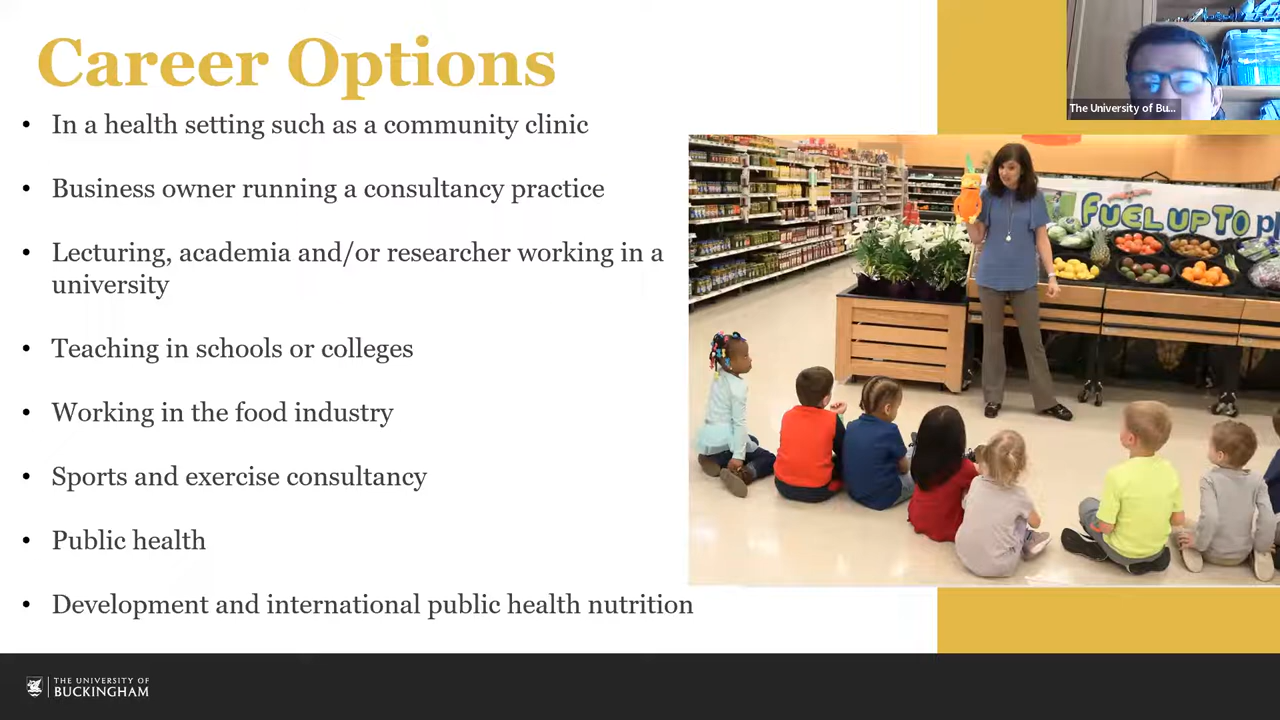 Career Options
• In a health setting such as a community clinic
• Business owner running a consultancy practice
• Lecturing, academia and/or researcher working in a
university
• Teaching in schools or colleges
• Working in the food industry
• Sports and exercise consultancy
• Public health
• Development and international public health nutrition
The University of Bu...
FUEL UP TO pl
THE UNIVERSITY OF
BUCKINGHAM